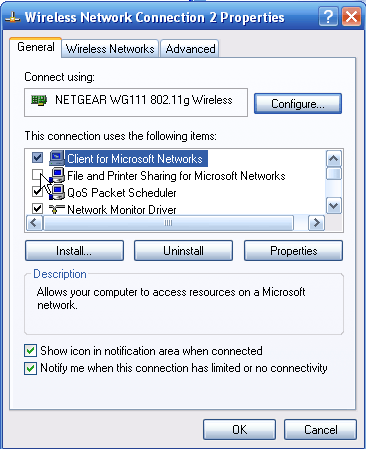 Wireless Network Connection 2 Properties
General Wireless Networks Advanced
Connect using:
NETGEAR WG111 802.11g Wireless Configure...
This connection uses the following items:
Client for Microsoft Networks
File and Printer Sharing for Microsoft Networks
QoS Packet Scheduler
Network Monitor Driver
Install... Uninstall Properties
Description
Allows your computer to access resources on a Microsoft
network.
Show icon in notification area when connected
Notify me when this connection has limited or no connectivity
OK Cancel